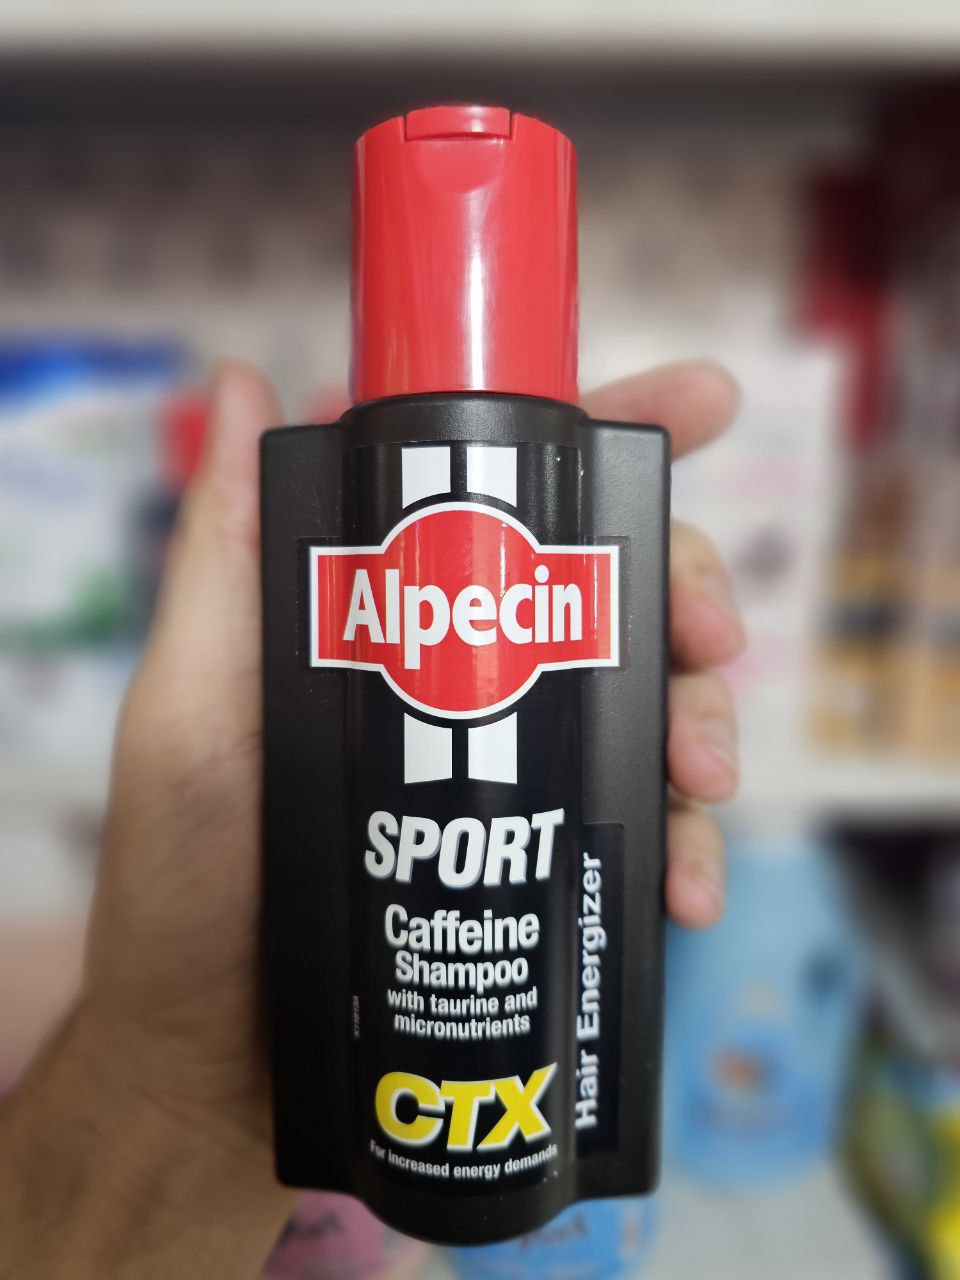 Alpecin
SPORT
Caffeine
Shampoo
with taurine and
micronutrients
CTX
For increased energy demands
Hair Energizer